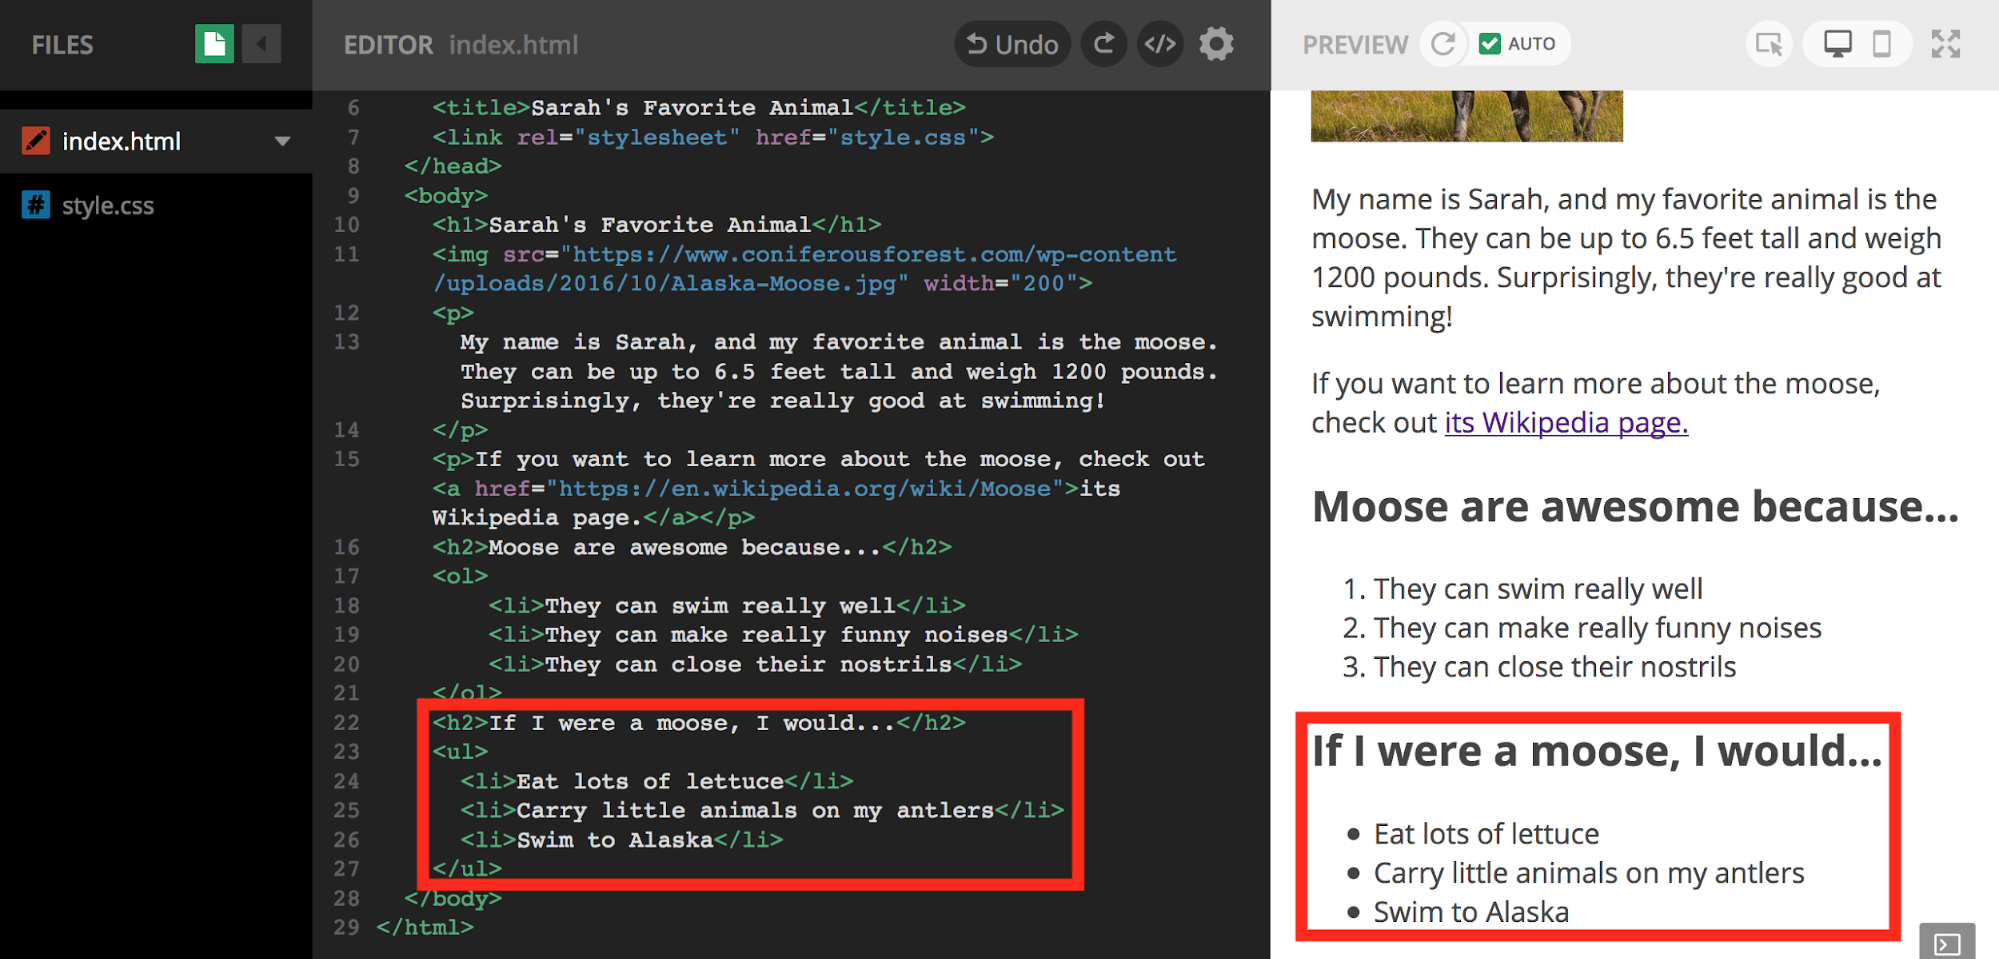 FILES
index.html
# style.css
EDITOR index.html
Undo
</>
6 <title>Sarah's Favorite Animal</title>
7 <link rel="stylesheet" href="style.css">
8 </head>
9 <body>
10 <h1>Sarah's Favorite Animal</h1>
11 <img src="https://www.coniferousforest.com/wp-content
/uploads/2016/10/Alaska-Moose.jpg" width="200">
12 <p>
13 My name is Sarah, and my favorite animal is the moose.
They can be up to 6.5 feet tall and weigh 1200 pounds.
Surprisingly, they're really good at swimming!
14 </p>
15 <p>If you want to learn more about the moose, check out
<a href="https://en.wikipedia.org/wiki/Moose">its
Wikipedia page.</a></p>
16 <h2>Moose are awesome because...</h2>
17 <ol>
18 <li>They can swim really well</li>
19 <li>They can make really funny noises</li>
20 <li>They can close their nostrils</li>
21 </ol>
22 <h2>If I were a moose, I would...</h2>
23 <ul>
24 <li>Eat lots of lettuce</li>
25 <li>Carry little animals on my antlers</li>
26 <li>Swim to Alaska</li>
27 </ul>
28 </body>
29 </html>
PREVIEW
AUTO
My name is Sarah, and my favorite animal is the
moose. They can be up to 6.5 feet tall and weigh
1200 pounds. Surprisingly, they're really good at
swimming!
If you want to learn more about the moose,
check out its Wikipedia page.
Moose are awesome because...
1. They can swim really well
2. They can make really funny noises
3. They can close their nostrils
If I were a moose, I would...
• Eat lots of lettuce
• Carry little animals on my antlers
• Swim to Alaska